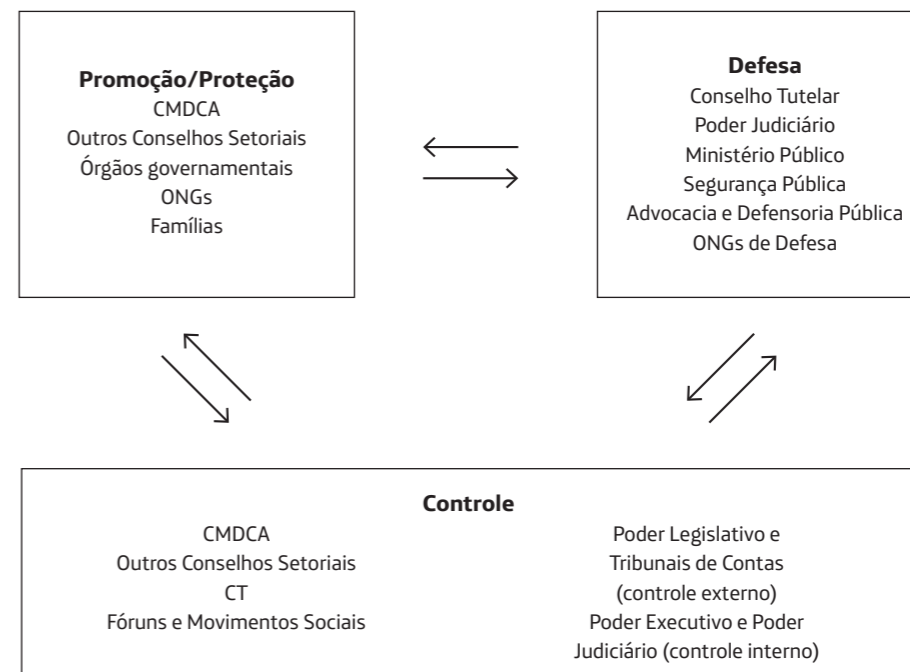 Promoção/Proteção
CMDCA
Outros Conselhos Setoriais
Órgãos governamentais
ONGs
Famílias
Defesa
Conselho Tutelar
Poder Judiciário
Ministério Público
Segurança Pública
Advocacia e Defensoria Pública
ONGs de Defesa
Controle
CMDCA
Outros Conselhos Setoriais
CT
Fóruns e Movimentos Sociais
Poder Legislativo e
Tribunais de Contas
(controle externo)
Poder Executivo e Poder
Judiciário (controle interno)